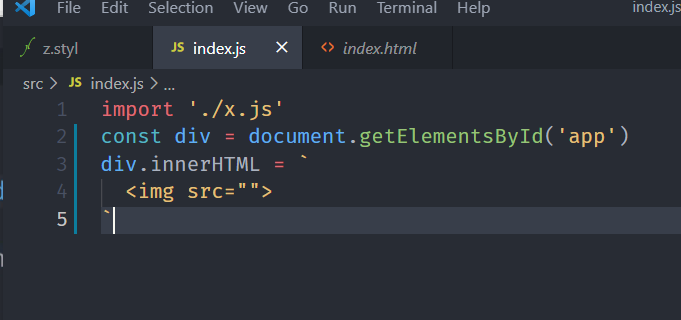 File Edit Selection View Go Run Terminal Help index.js
z.styl JS index.js × <> index.html
src > JS index.js > ...
1 import './x.js'
2 const div = document.getElementsById('app')
3 div.innerHTML = `
4 <img src="">
5 `